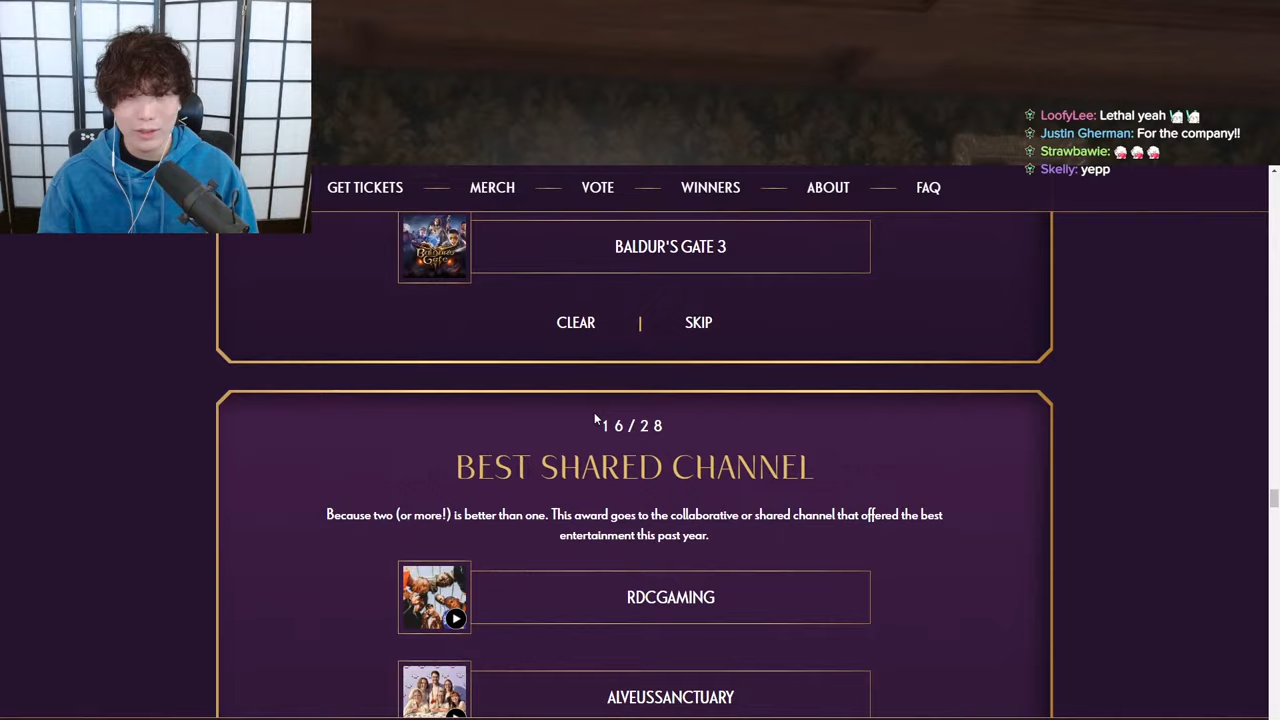 LoofyLee: Lethal yeah
Justin Gherman: For the company!!
Strawbawie:
Skelly: yepp
GET TICKETS MERCH VOTE WINNERS ABOUT FAQ
BALDUR'S GATE 3
CLEAR | SKIP
16/28
BEST SHARED CHANNEL
Because two (or more!) is better than one. This award goes to the collaborative or shared channel that offered the best
entertainment this past year.
RDCGAMING
ALVEUSSANCTUARY